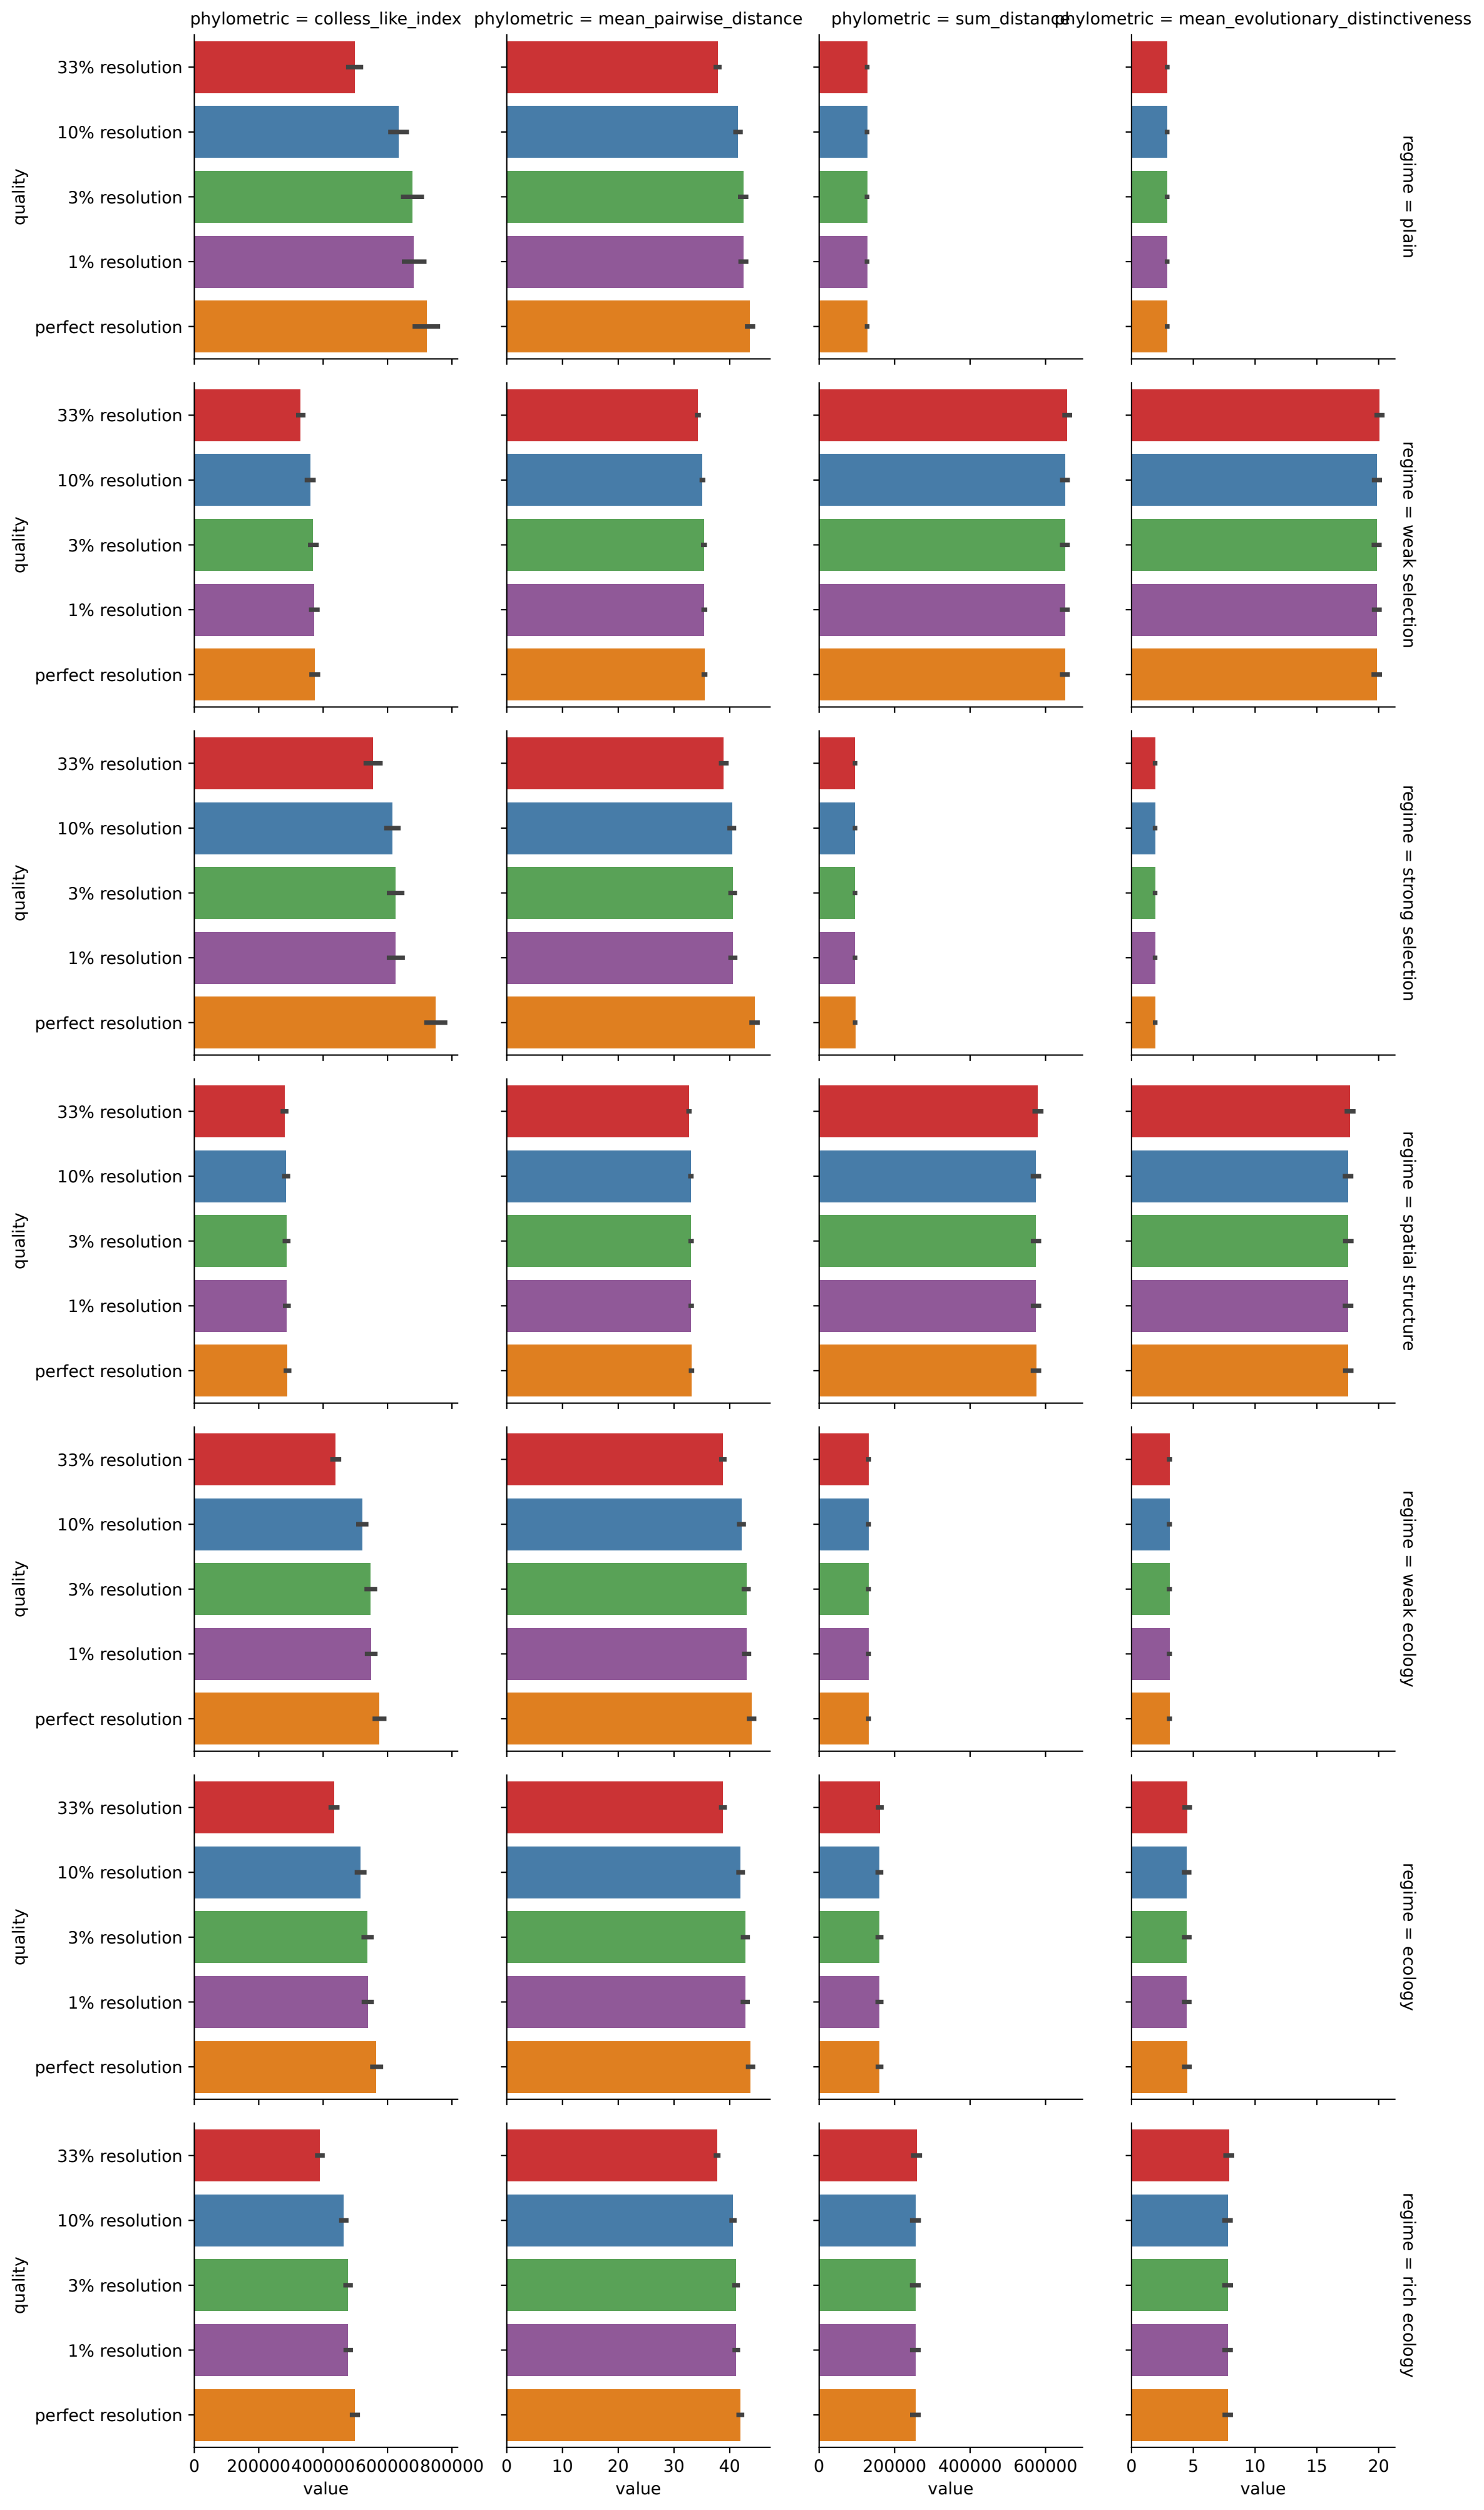 phylometric = colless_like_index
phylometric = mean_pairwise_distance
phylometric = sum_distance
phylometric = mean_evolutionary_distinctiveness
quality
33% resolution
10% resolution
3% resolution
1% resolution
perfect resolution
regime = plain
quality
33% resolution
10% resolution
3% resolution
1% resolution
perfect resolution
regime = weak selection
quality
33% resolution
10% resolution
3% resolution
1% resolution
perfect resolution
regime = strong selection
quality
33% resolution
10% resolution
3% resolution
1% resolution
perfect resolution
regime = spatial structure
quality
33% resolution
10% resolution
3% resolution
1% resolution
perfect resolution
regime = weak ecology
quality
33% resolution
10% resolution
3% resolution
1% resolution
perfect resolution
regime = ecology
quality
33% resolution
10% resolution
3% resolution
1% resolution
perfect resolution
regime = rich ecology
0 200000 400000 600000 800000
value
0 10 20 30 40
value
0 200000 400000 600000
value
0 5 10 15 20
value